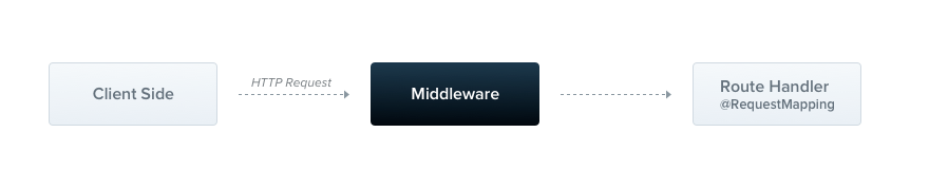 Client Side
HTTP Request
Middleware
Route Handler
@RequestMapping